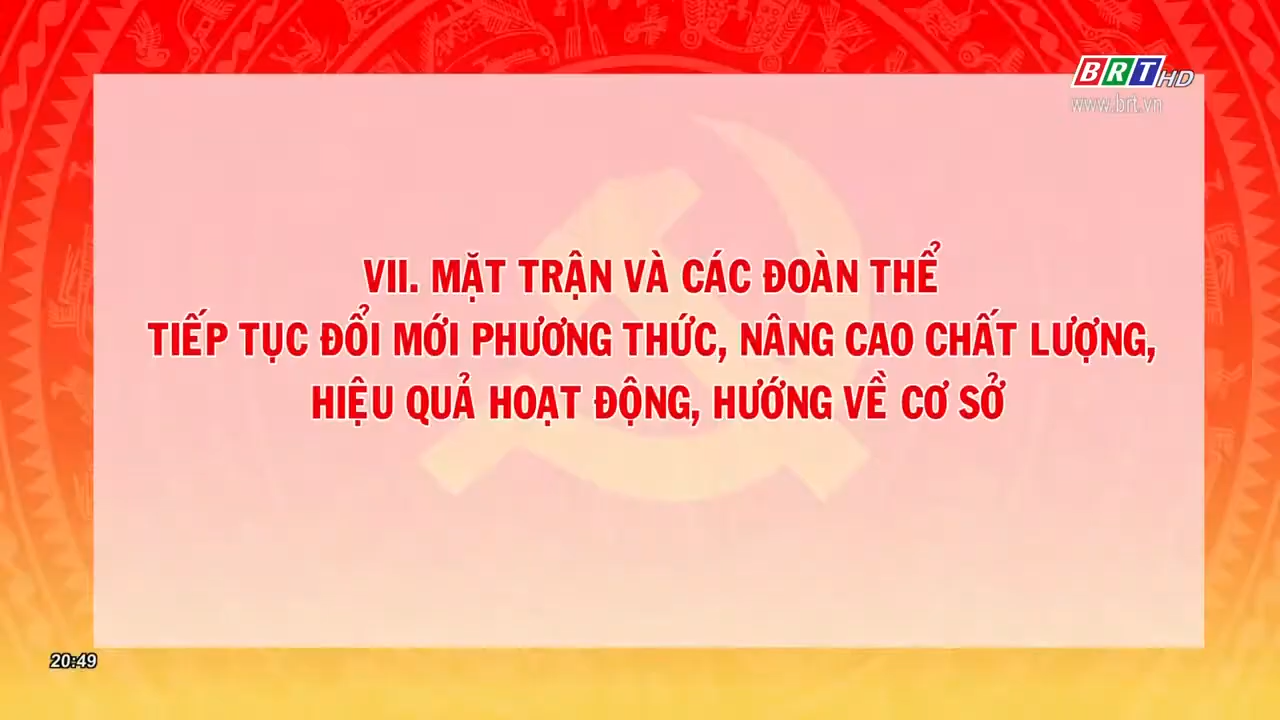 BRT HD
www.brt.vn
VII. MẶT TRẬN VÀ CÁC ĐOÀN THỂ
TIẾP TỤC ĐỔI MỚI PHƯƠNG THỨC, NÂNG CAO CHẤT LƯỢNG,
HIỆU QUẢ HOẠT ĐỘNG, HƯỚNG VỀ CƠ SỞ
20:49